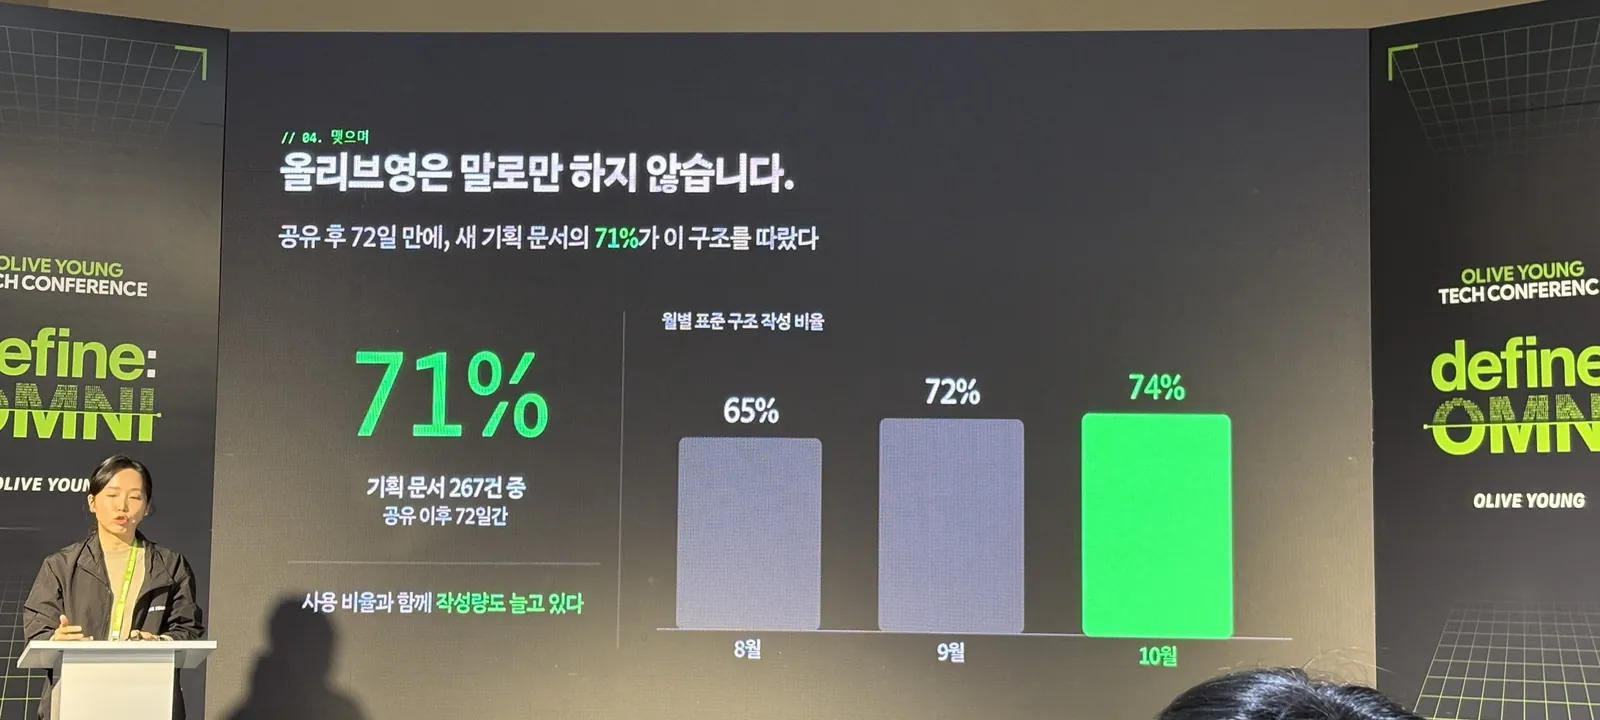 // 04. 맺으며
올리브영은 말로만 하지 않습니다.
공유 후 72일 만에, 새 기획 문서의 71%가 이 구조를 따랐다
71%
기획 문서 267건 중
공유 이후 72일간
사용 비율과 함께 작성량도 늘고 있다
월별 표준 구조 작성 비율
65%
72%
74%
8월
9월
10월
OLIVE YOUNG
CH CONFERENCE
efine:
OMNI
OLIVE YOUN
OLIVE YOUNG
TECH CONFERENC
define
OMN
OLIVE YOUNG